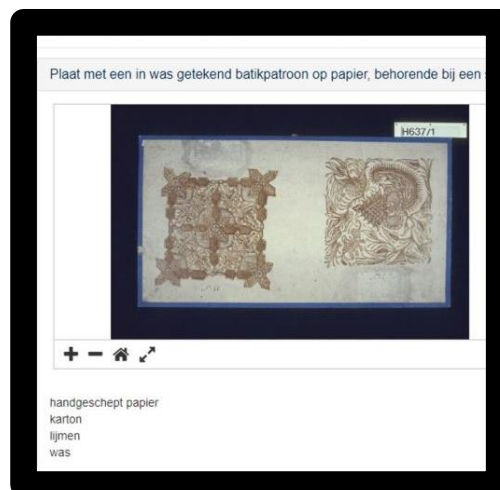 Plaat met een in was getekend batikpatroon op papier, behorende bij een
H637/1
handgeschept papier
karton
lijmen
was